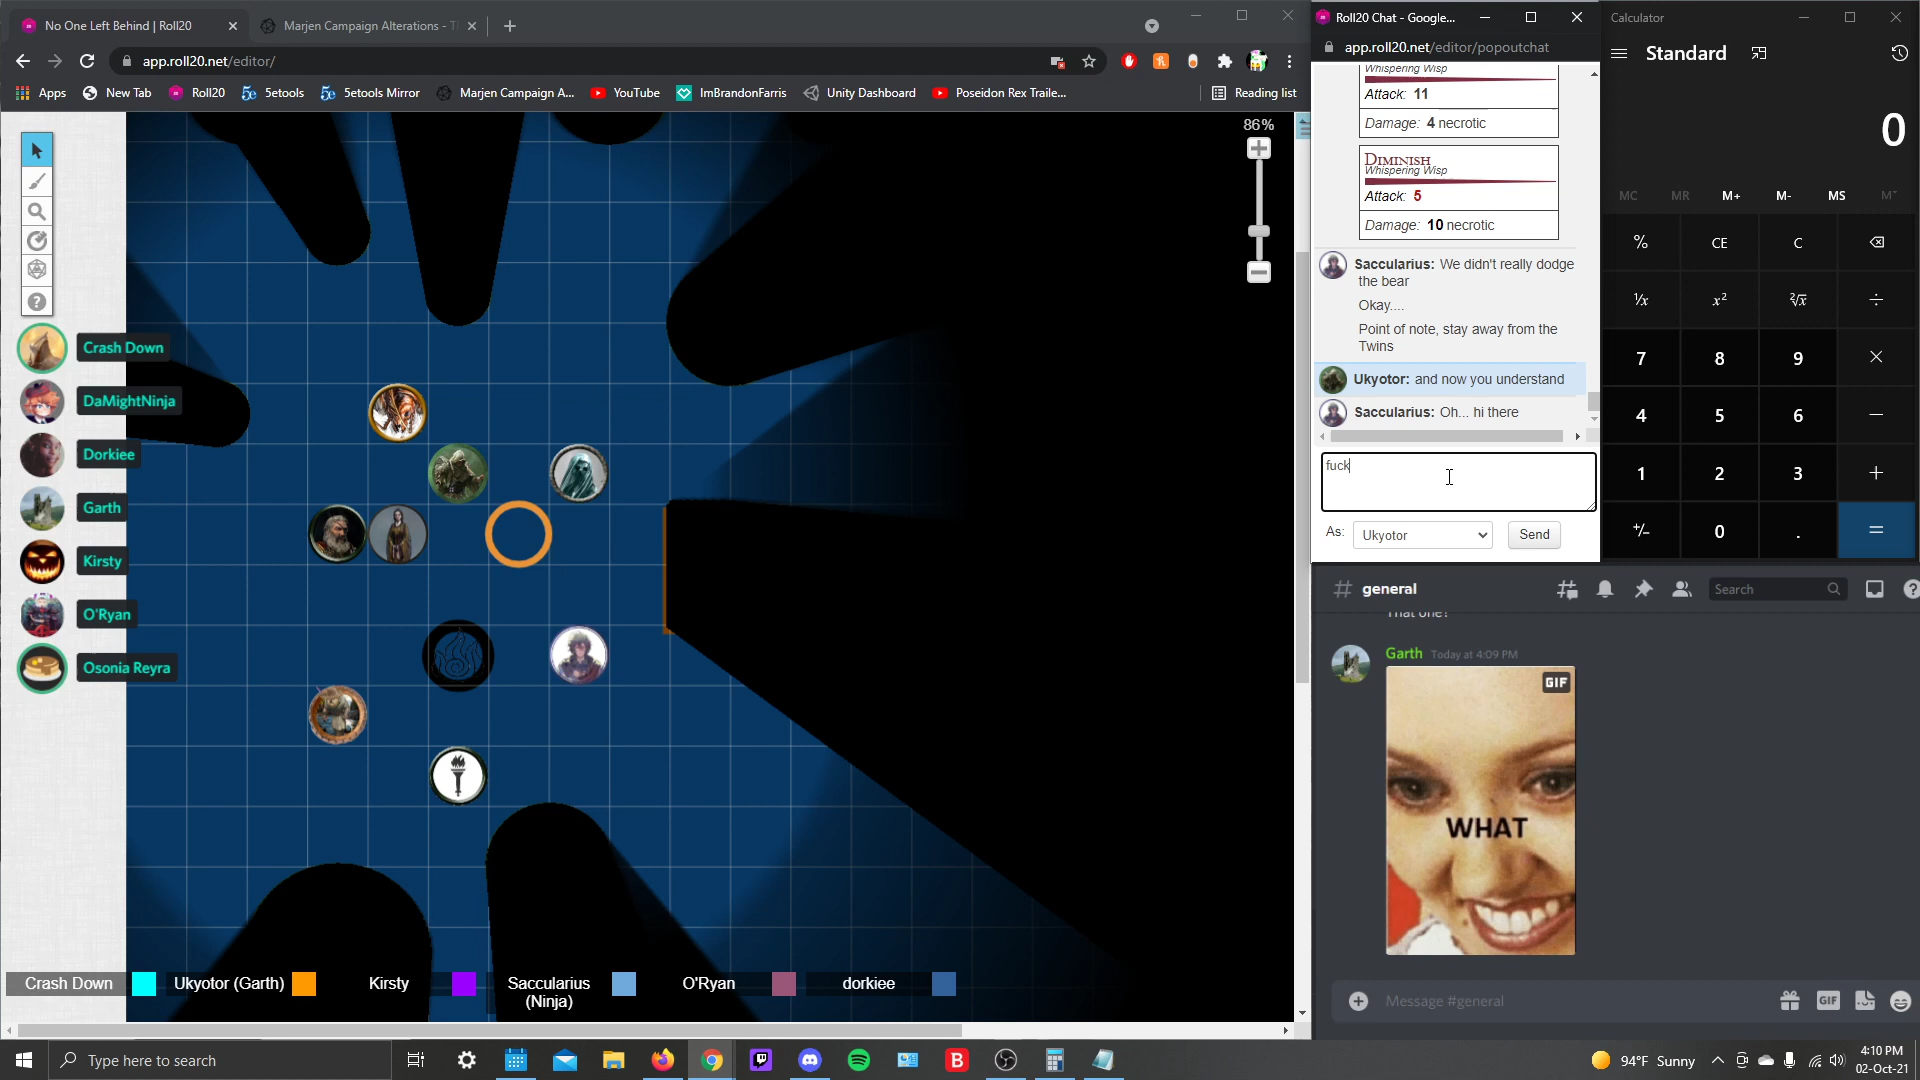 No One Left Behind | Roll20
Marjen Campaign Alterations - T
app.roll20.net/editor/
Apps
New Tab
Roll20
5etools
5etools Mirror
Marjen Campaign A...
YouTube
ImBrandonFarris
Unity Dashboard
Poseidon Rex Traile...
Reading list
86%
Crash Down
DaMightNinja
Dorkiee
Garth
Kirsty
O'Ryan
Osonia Reyra
Crash Down
Ukyotor (Garth)
Kirsty
Saccularius
(Ninja)
O'Ryan
dorkiee
Roll20 Chat - Google...
app.roll20.net/editor/popoutchat
Whispering Wisp
Attack: 11
Damage: 4 necrotic
DIMINISH
Whispering Wisp
Attack: 5
Damage: 10 necrotic
Saccularius: We didn't really dodge
the bear
Okay....
Point of note, stay away from the
Twins
Ukyotor: and now you understand
Saccularius: Oh... hi there
fuck
As: Ukyotor Send
Calculator
Standard
0
MC MR M+ M- MS M˅
% CE C
¹/x x² ²√x ÷
7 8 9 ×
4 5 6 −
1 2 3 +
+/- 0 . =
# general
Search
That one?
Garth Today at 4:09 PM
GIF
WHAT
Message #general
GIF
Type here to search
94°F Sunny
4:10 PM
02-Oct-21